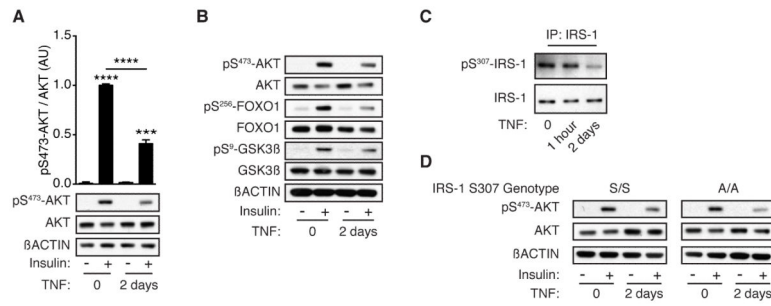 A
****
****
***
pS473-AKT / AKT (AU)
1.0
0.5
0.0
pS⁴⁷³-AKT
AKT
ßACTIN
Insulin: - + - +
TNF: 0 2 days
B
pS⁴⁷³-AKT
AKT
pS²⁵⁶-FOXO1
FOXO1
pS⁹-GSK3ß
GSK3ß
ßACTIN
Insulin: - + - +
TNF: 0 2 days
C
IP: IRS-1
pS³⁰⁷-IRS-1
IRS-1
TNF: 0 1 hour 2 days
D
IRS-1 S307 Genotype S/S A/A
pS⁴⁷³-AKT
AKT
ßACTIN
Insulin: - + - + - + - +
TNF: 0 2 days 0 2 days